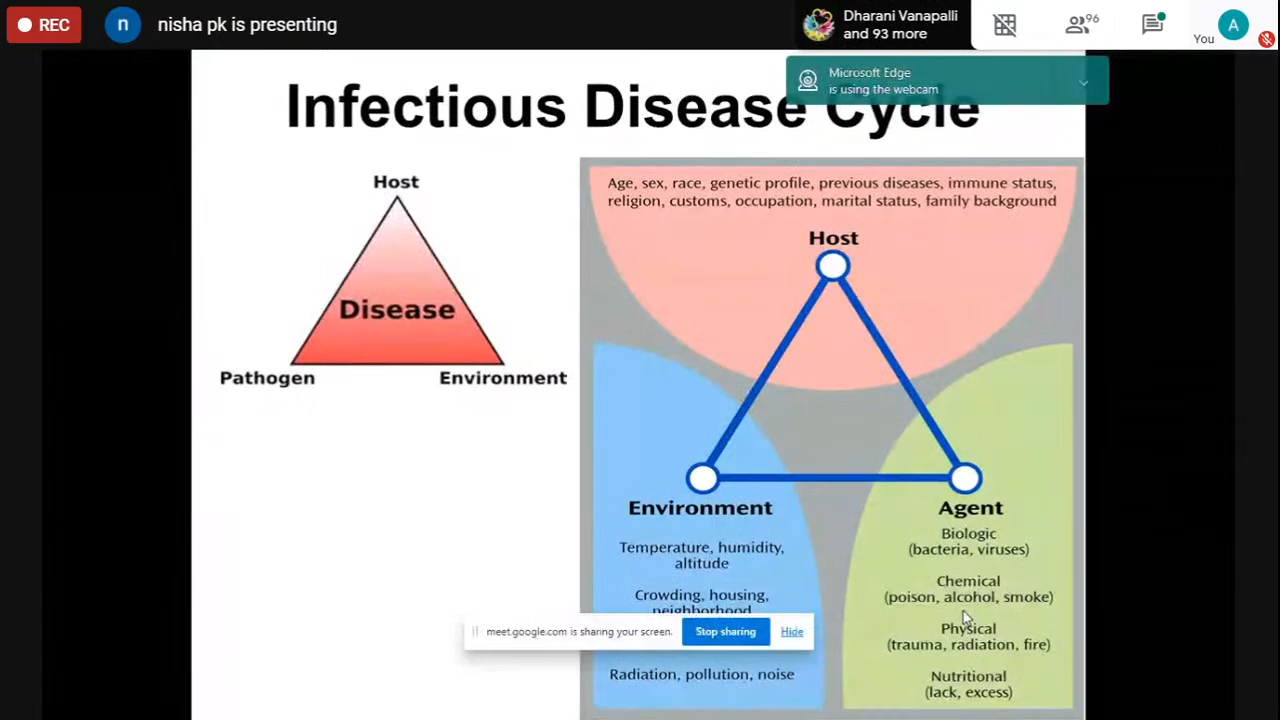 REC
n
nisha pk is presenting
Dharani Vanapalli
and 93 more
96
You
A
Microsoft Edge
is using the webcam
Infectious Disease Cycle
Host
Disease
Pathogen
Environment
Age, sex, race, genetic profile, previous diseases, immune status,
religion, customs, occupation, marital status, family background
Host
Environment
Temperature, humidity,
altitude
Crowding, housing,
neighborhood
Radiation, pollution, noise
Agent
Biologic
(bacteria, viruses)
Chemical
(poison, alcohol, smoke)
Physical
(trauma, radiation, fire)
Nutritional
(lack, excess)
meet.google.com is sharing your screen.
Stop sharing
Hide